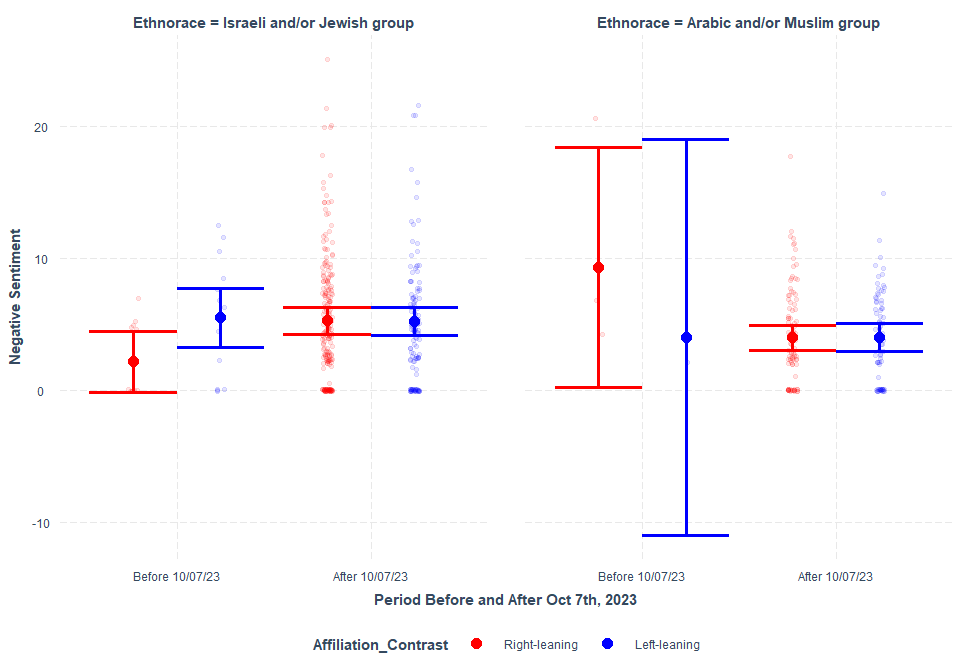 Ethnorace = Israeli and/or Jewish group
Ethnorace = Arabic and/or Muslim group
Negative Sentiment
20
10
0
-10
Before 10/07/23
After 10/07/23
Before 10/07/23
After 10/07/23
Period Before and After Oct 7th, 2023
Affiliation_Contrast
Right-leaning
Left-leaning